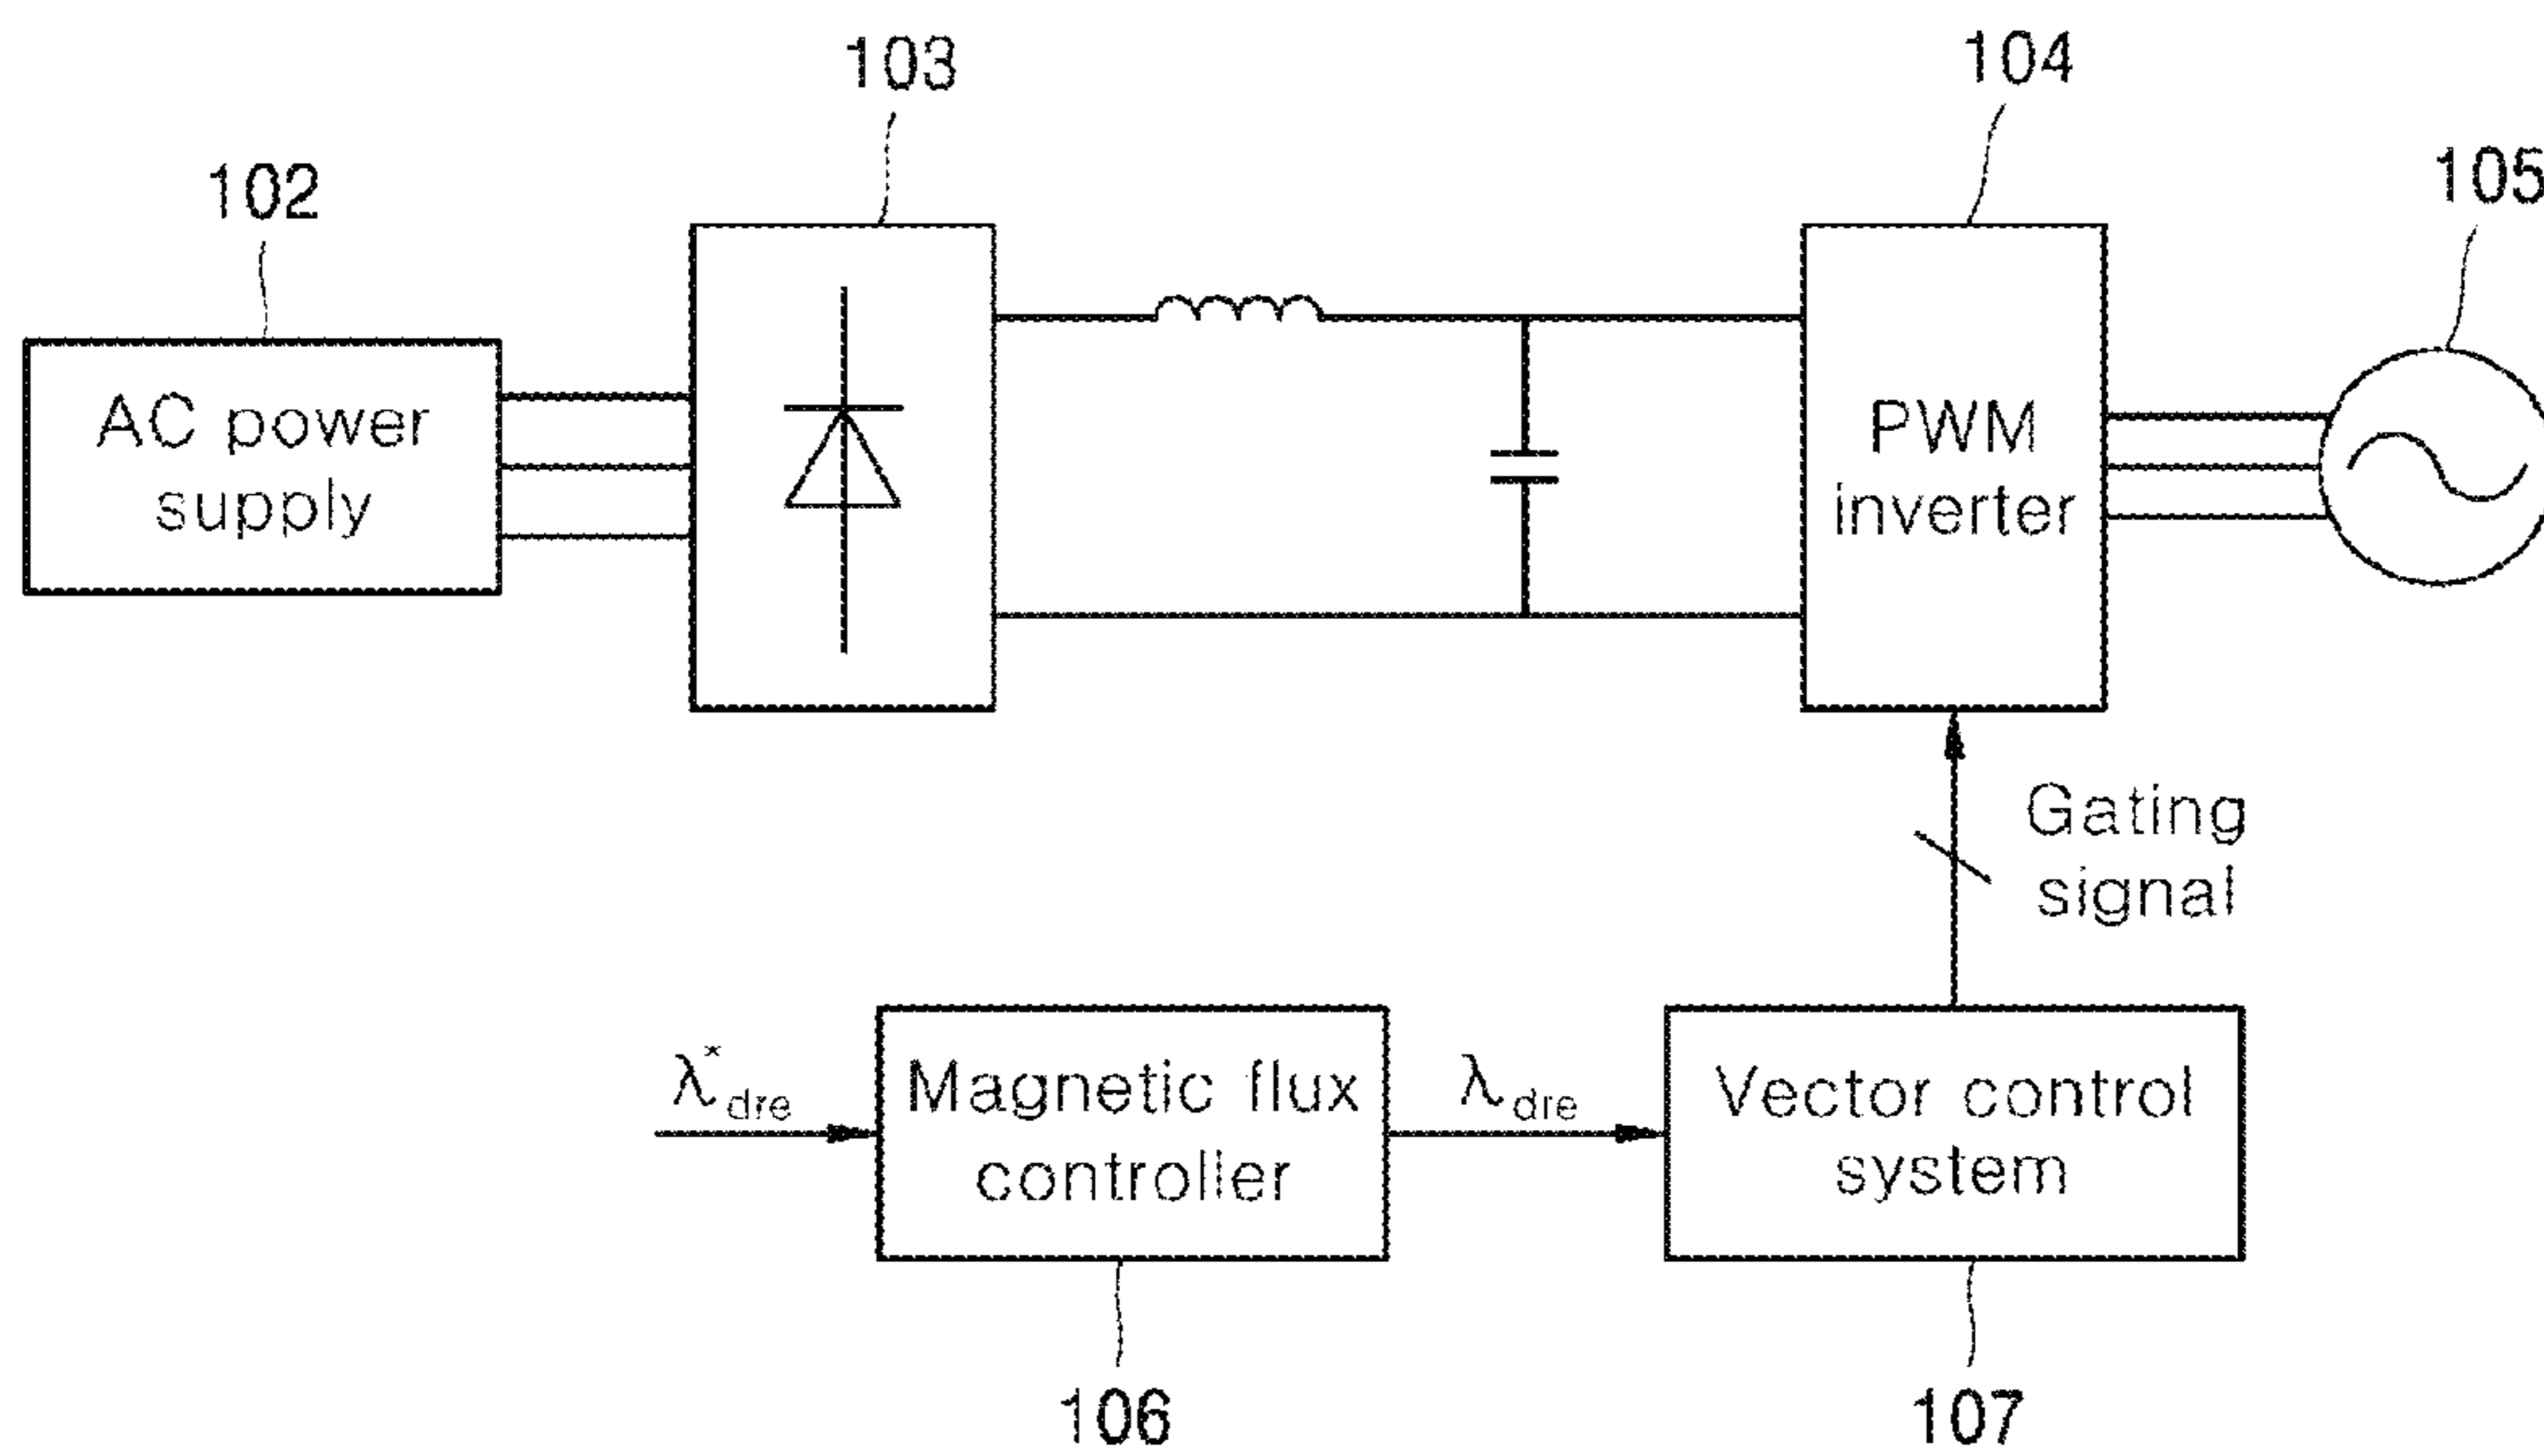 103
104
102
105
AC power
supply
PWM
inverter
Gating
signal
λ*dre
Magnetic flux
controller
λdre
Vector control
system
106
107